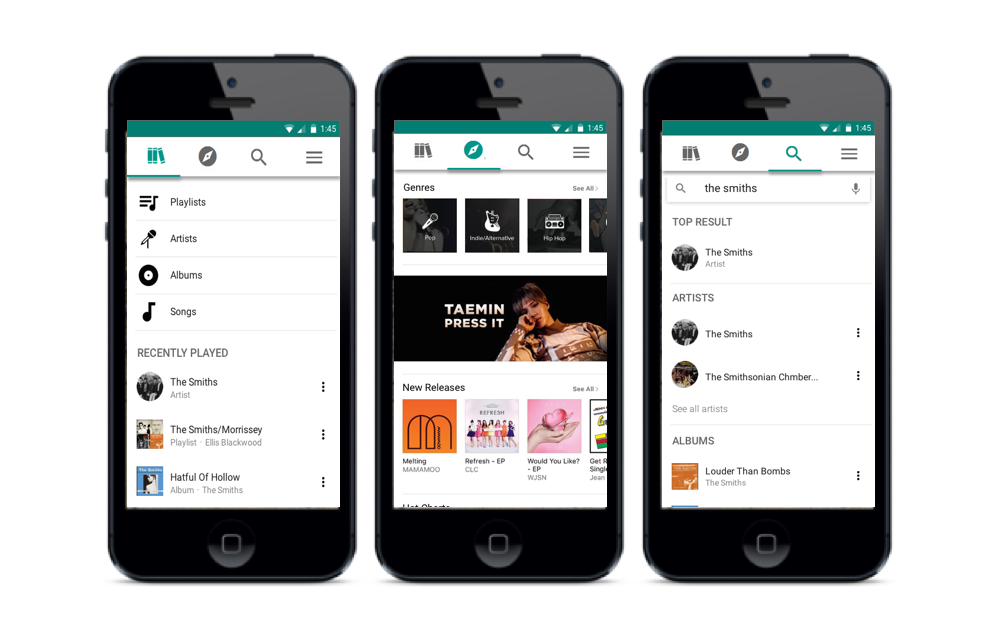 1:45
Playlists
Artists
Albums
Songs
RECENTLY PLAYED
The Smiths
Artist
The Smiths/Morrissey
Playlist · Ellis Blackwood
Hatful Of Hollow
Album · The Smiths
1:45
Genres
See All
Pop
Indie/Alternative
Hip Hop
TAEMIN
PRESS IT
New Releases
See All
REFRESH
Melting
MAMAMOO
Refresh - EP
CLC
Would You Like?
- EP
WJSN
Get R
Single
Jean
1:45
the smiths
TOP RESULT
The Smiths
Artist
ARTISTS
The Smiths
The Smithsonian Chmber...
See all artists
ALBUMS
Louder Than Bombs
The Smiths